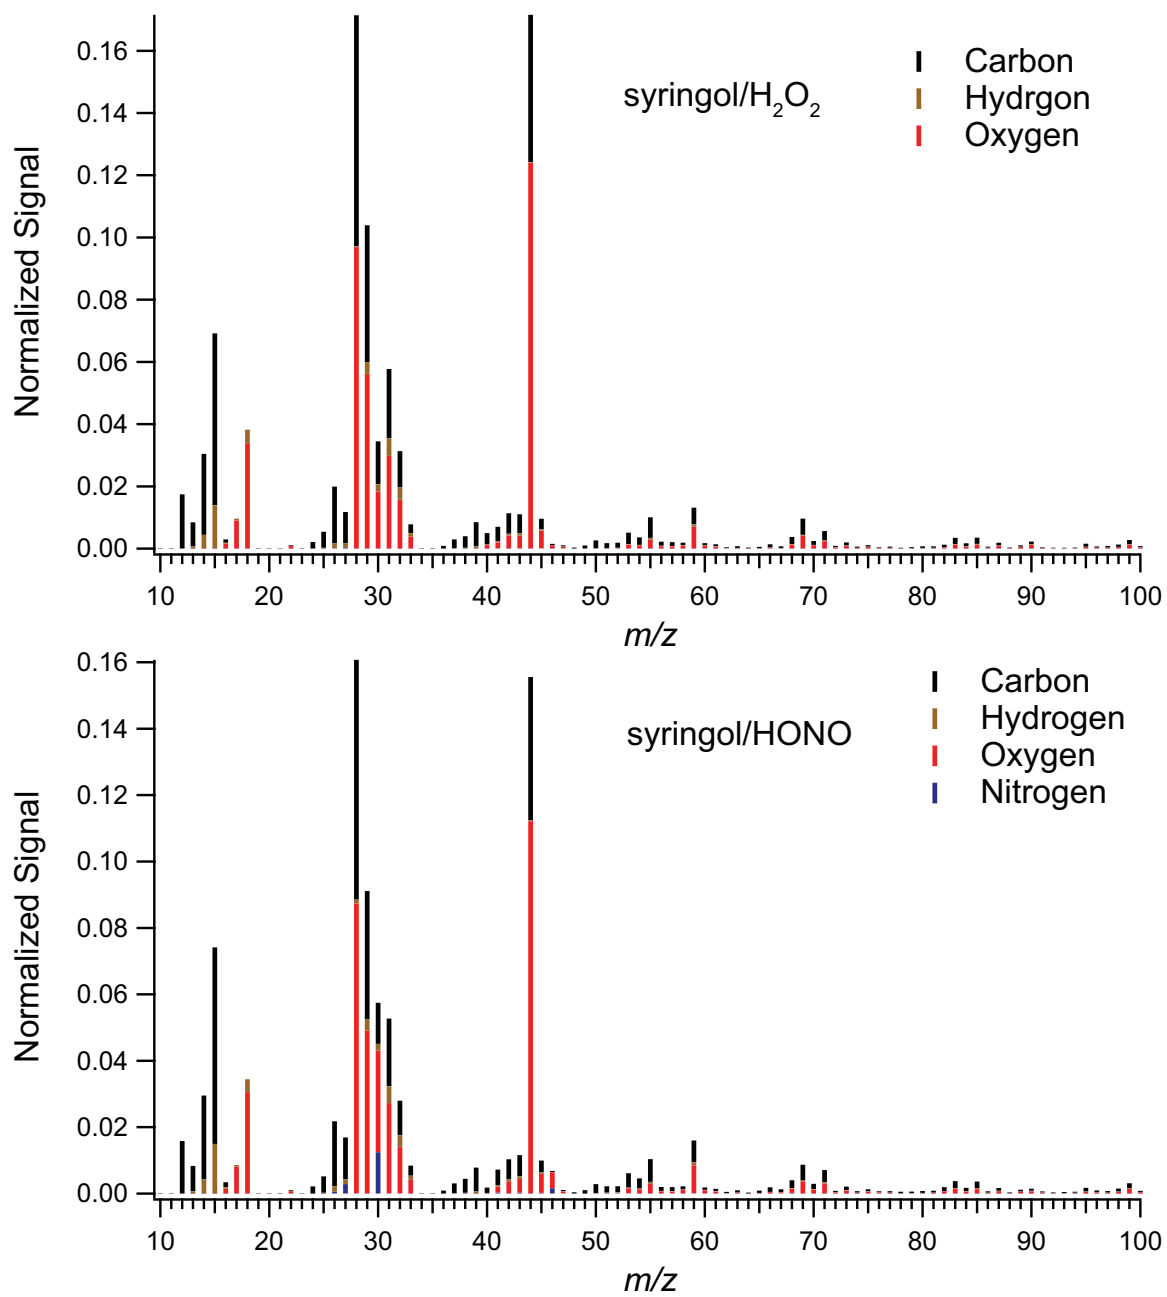 0.16
0.14
0.12
0.10
0.08
0.06
0.04
0.02
0.00
Normalized Signal
syringol/H₂O₂
Carbon
Hydrgon
Oxygen
10 20 30 40 50 60 70 80 90 100
m/z
0.16
0.14
0.12
0.10
0.08
0.06
0.04
0.02
0.00
Normalized Signal
syringol/HONO
Carbon
Hydrogen
Oxygen
Nitrogen
10 20 30 40 50 60 70 80 90 100
m/z